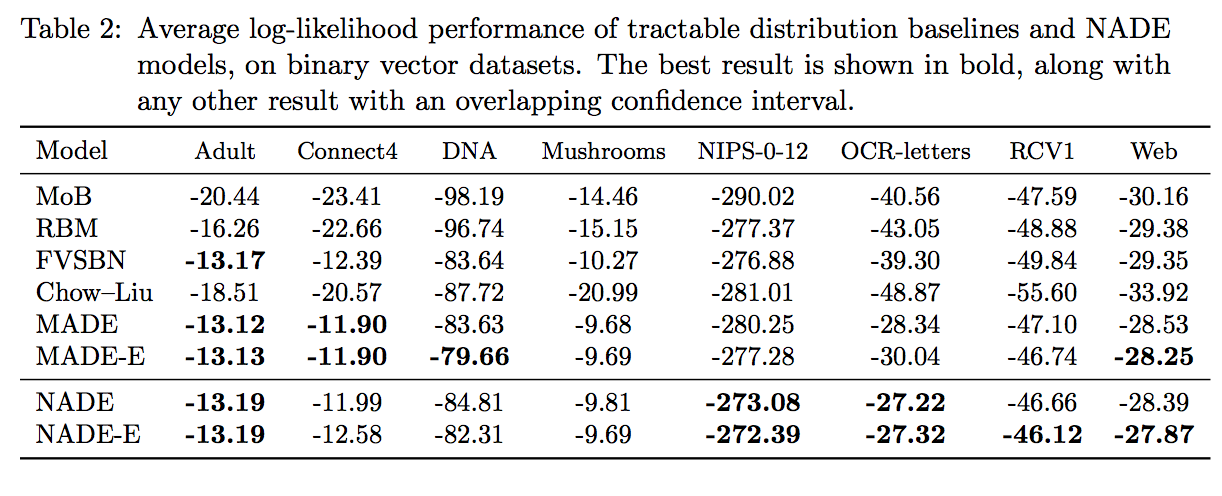 Table 2: Average log-likelihood performance of tractable distribution baselines and NADE
models, on binary vector datasets. The best result is shown in bold, along with
any other result with an overlapping confidence interval.
Model Adult Connect4 DNA Mushrooms NIPS-0-12 OCR-letters RCV1 Web
MoB -20.44 -23.41 -98.19 -14.46 -290.02 -40.56 -47.59 -30.16
RBM -16.26 -22.66 -96.74 -15.15 -277.37 -43.05 -48.88 -29.38
FVSBN -13.17 -12.39 -83.64 -10.27 -276.88 -39.30 -49.84 -29.35
Chow–Liu -18.51 -20.57 -87.72 -20.99 -281.01 -48.87 -55.60 -33.92
MADE -13.12 -11.90 -83.63 -9.68 -280.25 -28.34 -47.10 -28.53
MADE-E -13.13 -11.90 -79.66 -9.69 -277.28 -30.04 -46.74 -28.25
NADE -13.19 -11.99 -84.81 -9.81 -273.08 -27.22 -46.66 -28.39
NADE-E -13.19 -12.58 -82.31 -9.69 -272.39 -27.32 -46.12 -27.87